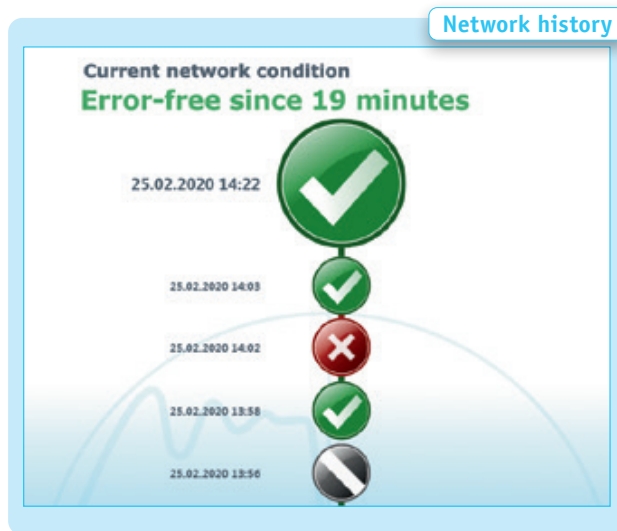 Network history
Current network condition
Error-free since 19 minutes
25.02.2020 14:22
25.02.2020 14:03
25.02.2020 14:02
25.02.2020 13:58
25.02.2020 13:56